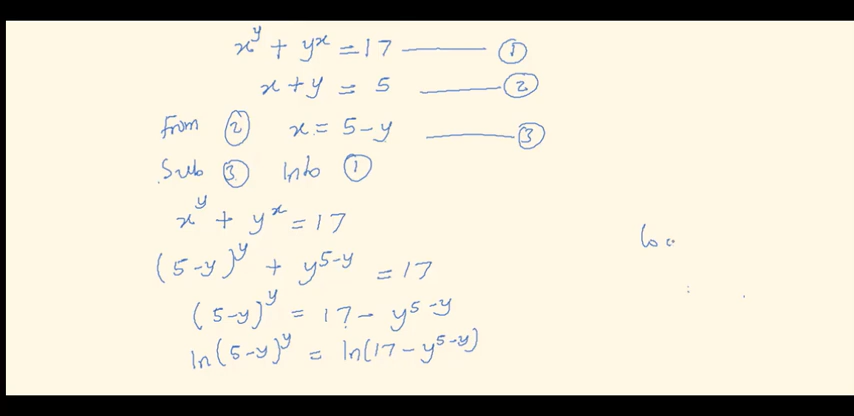 x^y + y^x = 17 —— ①
x + y = 5 —— ②
From ② x = 5 - y —— ③
Sub ③ Into ①
x^y + y^x = 17
(5-y)^y + y^{5-y} = 17
(5-y)^y = 17 - y^{5-y}
ln(5-y)^y = ln(17 - y^{5-y})